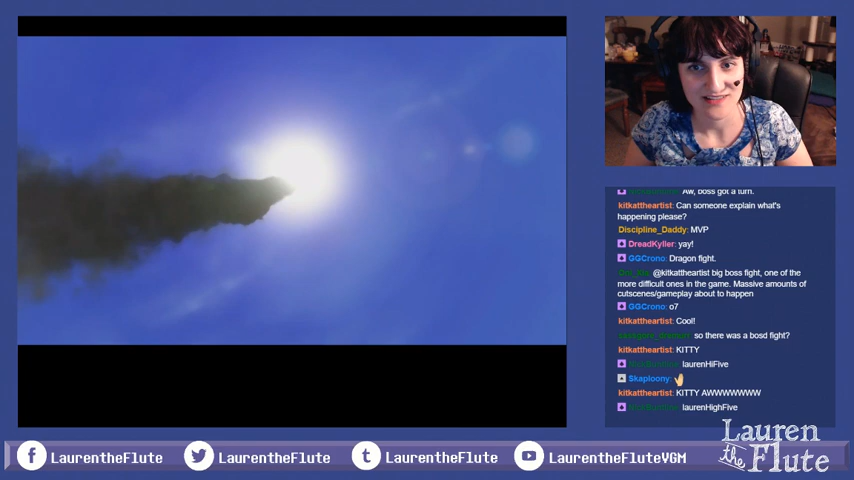 Aw, boss got a turn.
kitkattheartist: Can someone explain what's
happening please?
Discipline_Daddy: MVP
DreadKyller: yay!
GGCrono: Dragon fight.
@kitkattheartist big boss fight, one of the
more difficult ones in the game. Massive amounts of
cutscenes/gameplay about to happen
GGCrono: o7
kitkattheartist: Cool!
so there was a bosd fight?
kitkattheartist: KITTY
laurenHiFive
Skaploony:
kitkattheartist: KITTY AWWWWWWW
laurenHighFive
Lauren
the Flute
LaurentheFlute
LaurentheFlute
LaurentheFlute
LaurentheFluteVGM